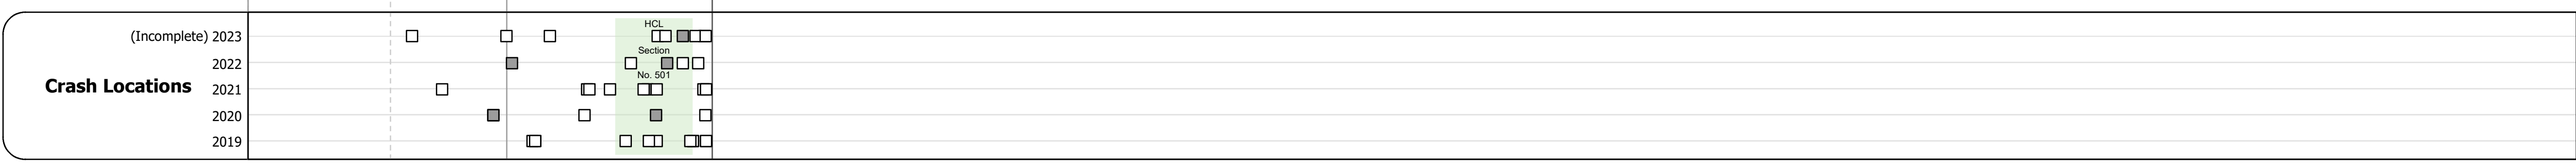 HCL
(Incomplete) 2023
Section
2022
No. 501
Crash Locations
2021
2020
2019